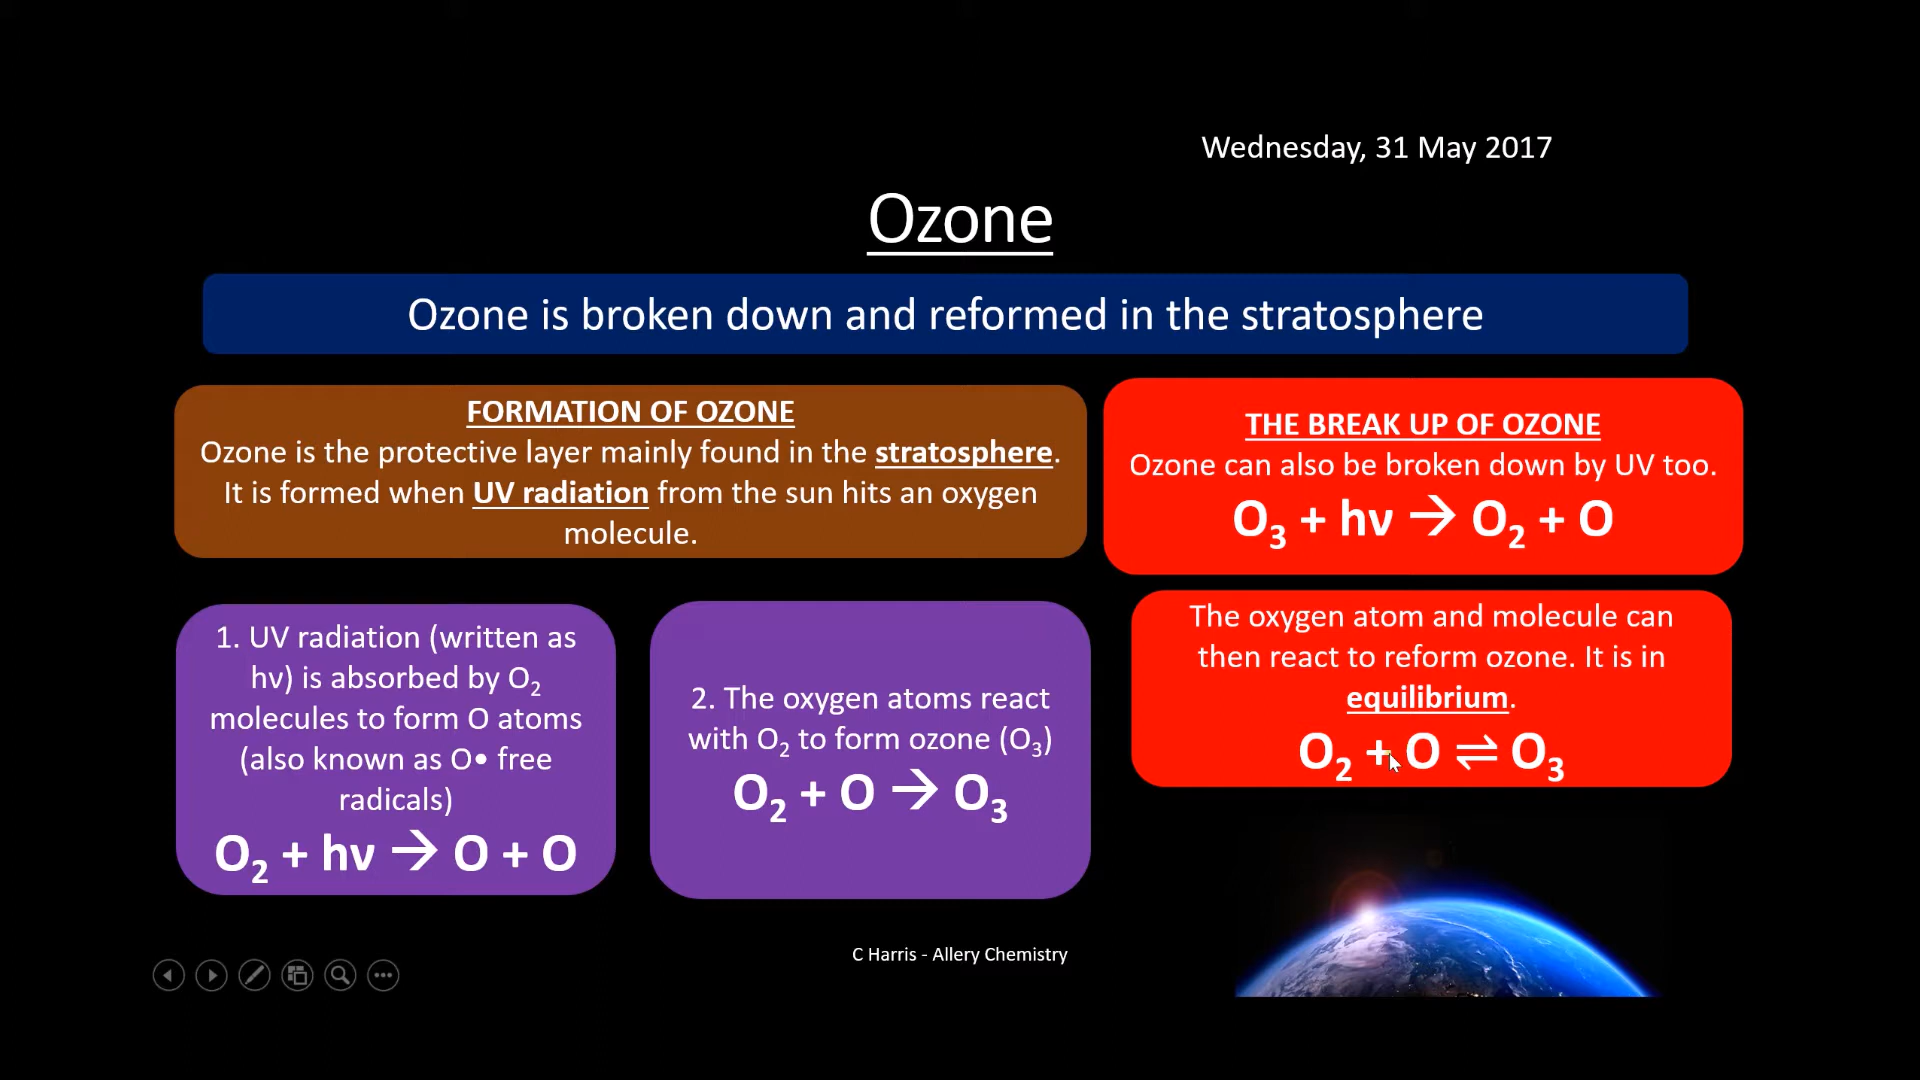 Wednesday, 31 May 2017
Ozone
Ozone is broken down and reformed in the stratosphere
FORMATION OF OZONE
Ozone is the protective layer mainly found in the stratosphere.
It is formed when UV radiation from the sun hits an oxygen
molecule.
THE BREAK UP OF OZONE
Ozone can also be broken down by UV too.
O₃ + hν → O₂ + O
1. UV radiation (written as
hν) is absorbed by O₂
molecules to form O atoms
(also known as O• free
radicals)
O₂ + hν → O + O
2. The oxygen atoms react
with O₂ to form ozone (O₃)
O₂ + O → O₃
The oxygen atom and molecule can
then react to reform ozone. It is in
equilibrium.
O₂ + O ⇌ O₃
C Harris - Allery Chemistry